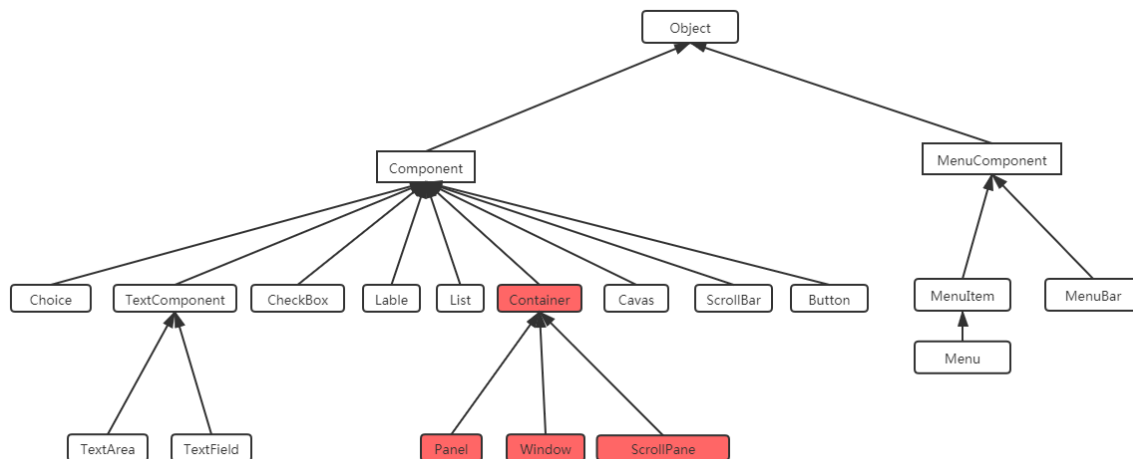 Object
Component
MenuComponent
Choice
TextComponent
CheckBox
Lable
List
Container
Cavas
ScrollBar
Button
MenuItem
MenuBar
Menu
TextArea
TextField
Panel
Window
ScrollPane